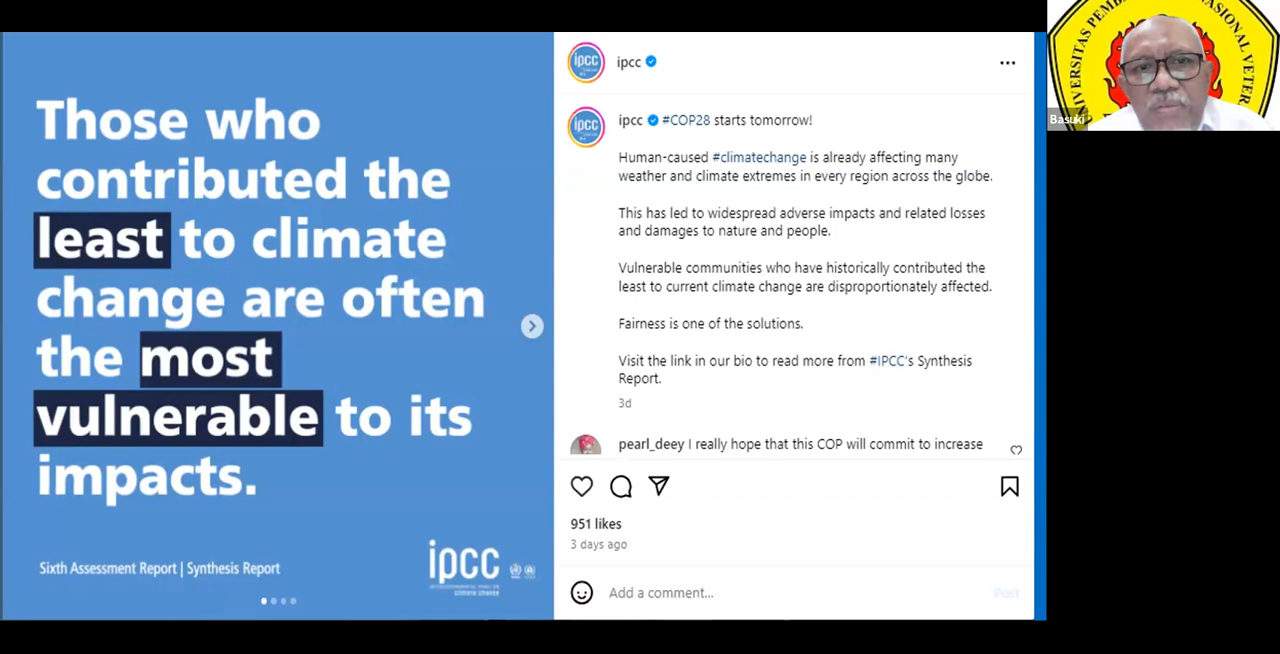 Those who
contributed the
least to climate
change are often
the most
vulnerable to its
impacts.
Sixth Assessment Report | Synthesis Report
ipcc
climate change
ipcc
ipcc #COP28 starts tomorrow!
Human-caused #climatechange is already affecting many
weather and climate extremes in every region across the globe.
This has led to widespread adverse impacts and related losses
and damages to nature and people.
Vulnerable communities who have historically contributed the
least to current climate change are disproportionately affected.
Fairness is one of the solutions.
Visit the link in our bio to read more from #IPCC's Synthesis
Report.
3d
pearl_deey I really hope that this COP will commit to increase
951 likes
3 days ago
Add a comment...
Post
UNIVERSITAS PEMB
ASIONAL VETER
Basuki